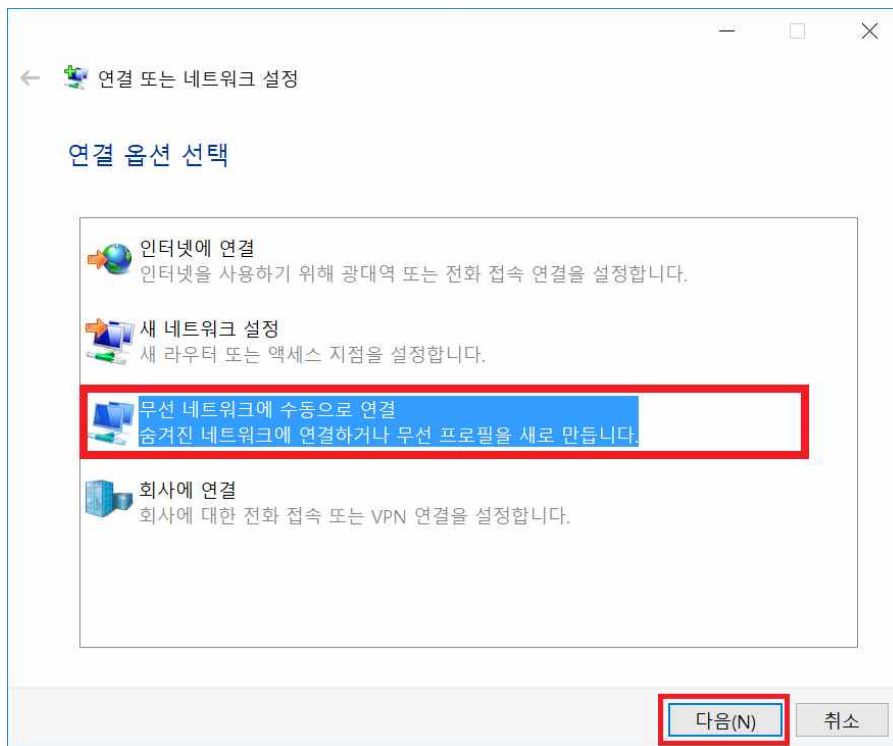 연결 또는 네트워크 설정
연결 옵션 선택
인터넷에 연결
인터넷을 사용하기 위해 광대역 또는 전화 접속 연결을 설정합니다.
새 네트워크 설정
새 라우터 또는 액세스 지점을 설정합니다.
무선 네트워크에 수동으로 연결
숨겨진 네트워크에 연결하거나 무선 프로필을 새로 만듭니다.
회사에 연결
회사에 대한 전화 접속 또는 VPN 연결을 설정합니다.
다음(N) 취소